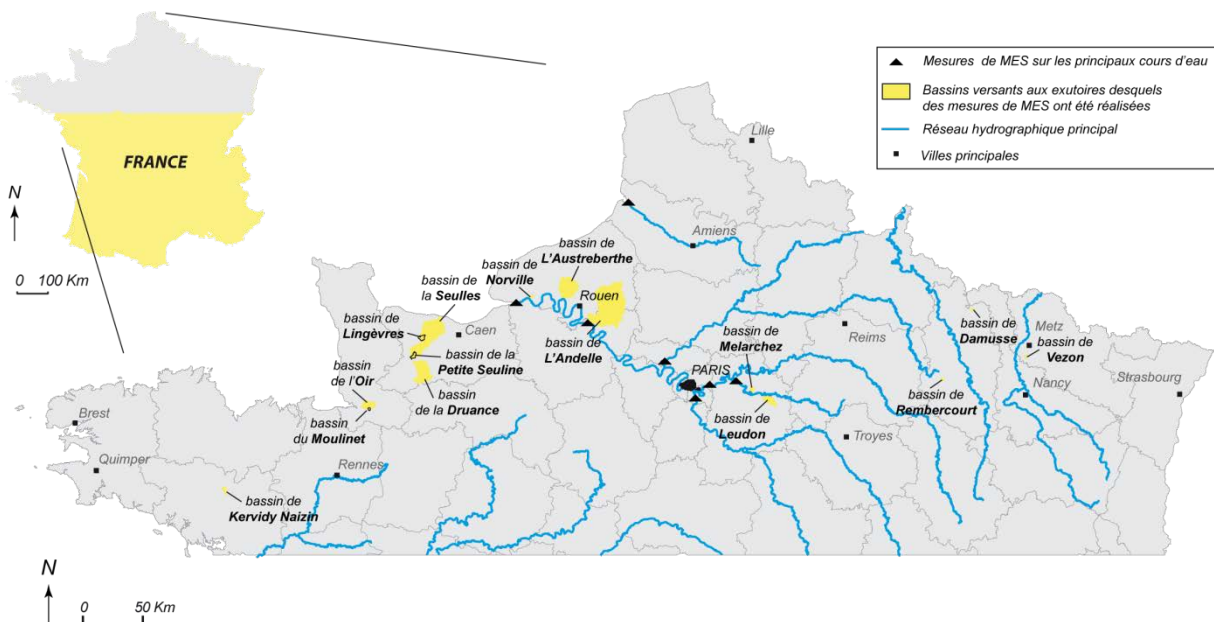 FRANCE
N
0 100 Km
Mesures de MES sur les principaux cours d'eau
Bassins versants aux exutoires desquels
des mesures de MES ont été réalisées
Réseau hydrographique principal
Villes principales
Lille
Amiens
bassin de
L'Austreberthe
bassin de
Norville
bassin de
la Seulles
Rouen
bassin de
Lingèvres
Caen
bassin de la
Petite Seuline
bassin de
L'Andelle
bassin de
Melarchez
Reims
bassin de
Damusse
Metz
bassin de
Vezon
bassin
de l'Oir
bassin
de la Druance
PARIS
Nancy
Strasbourg
bassin de
Rembercourt
Brest
bassin
du Moulinet
bassin de
Leudon
Troyes
Quimper
Rennes
bassin de
Kervidy Naizin
N
0 50 Km